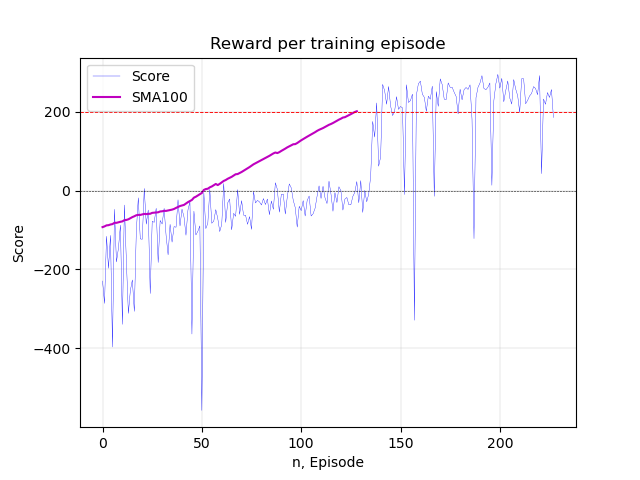 Reward per training episode
Score
SMA100
200
0
−200
−400
Score
0
50
100
150
200
n, Episode